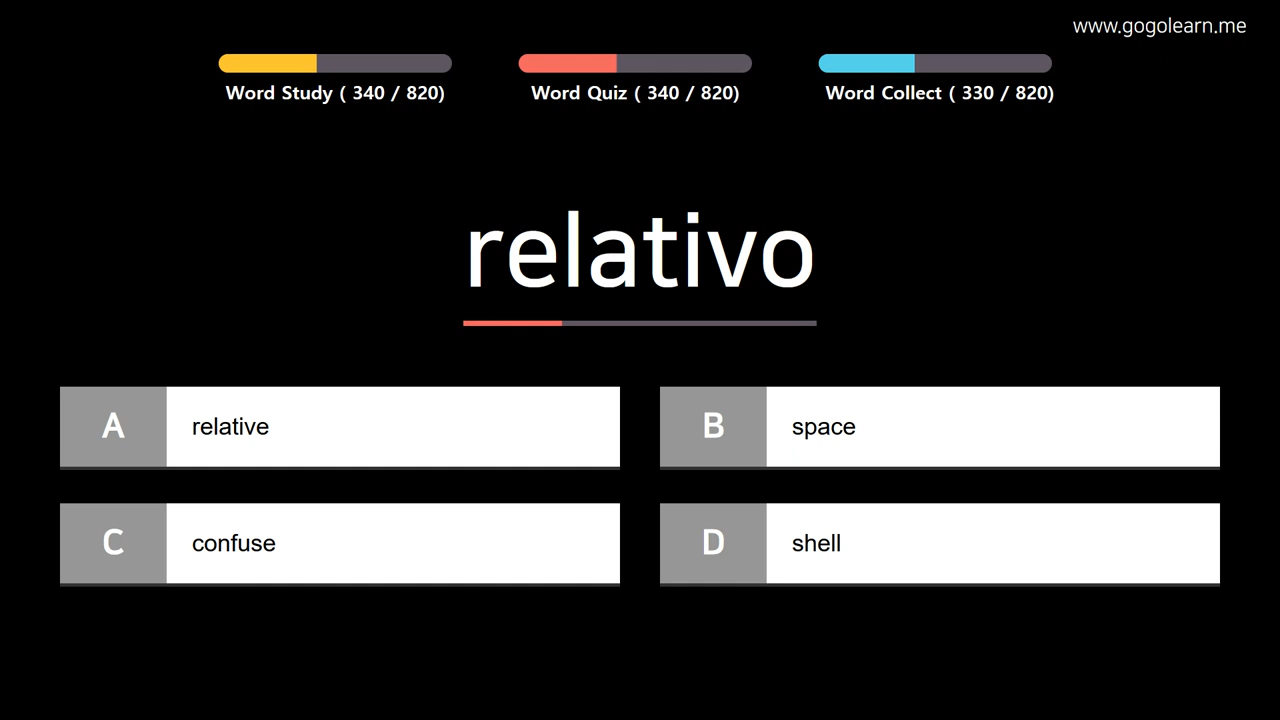 www.gogolearn.me
Word Study ( 340 / 820)
Word Quiz ( 340 / 820)
Word Collect ( 330 / 820)
relativo
A relative
B space
C confuse
D shell